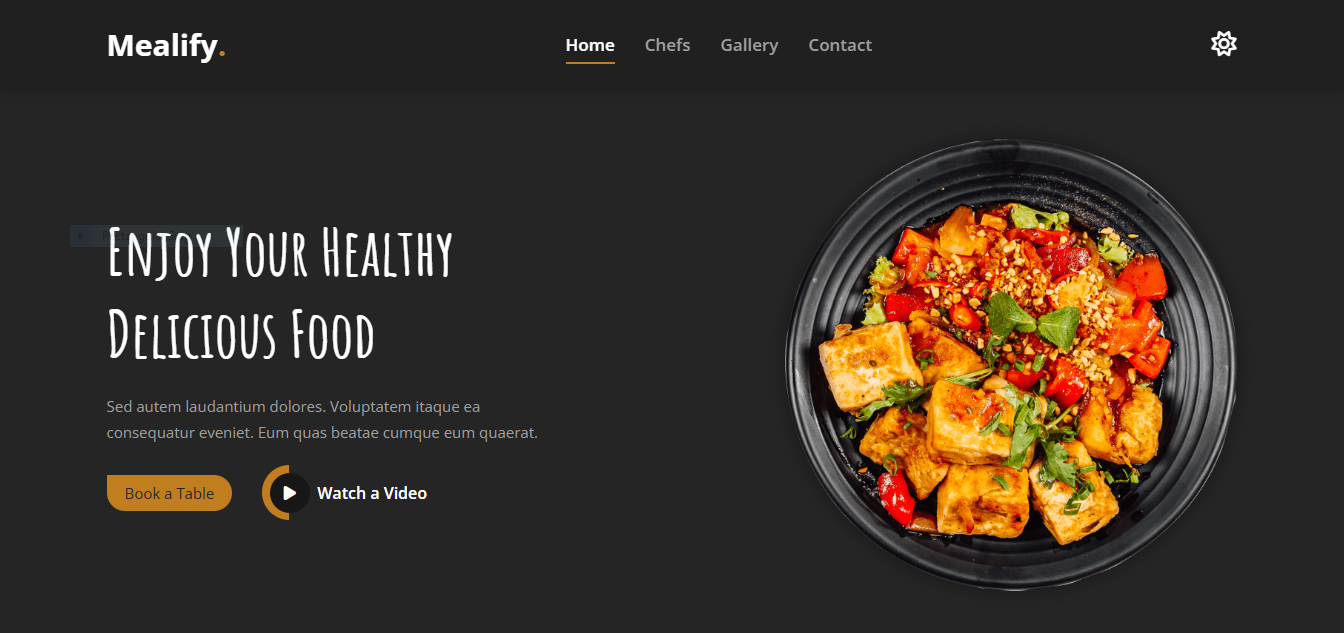 Mealify.
Home Chefs Gallery Contact
Enjoy Your Healthy
Delicious Food
Sed autem laudantium dolores. Voluptatem itaque ea
consequatur eveniet. Eum quas beatae cumque eum quaerat.
Book a Table
Watch a Video